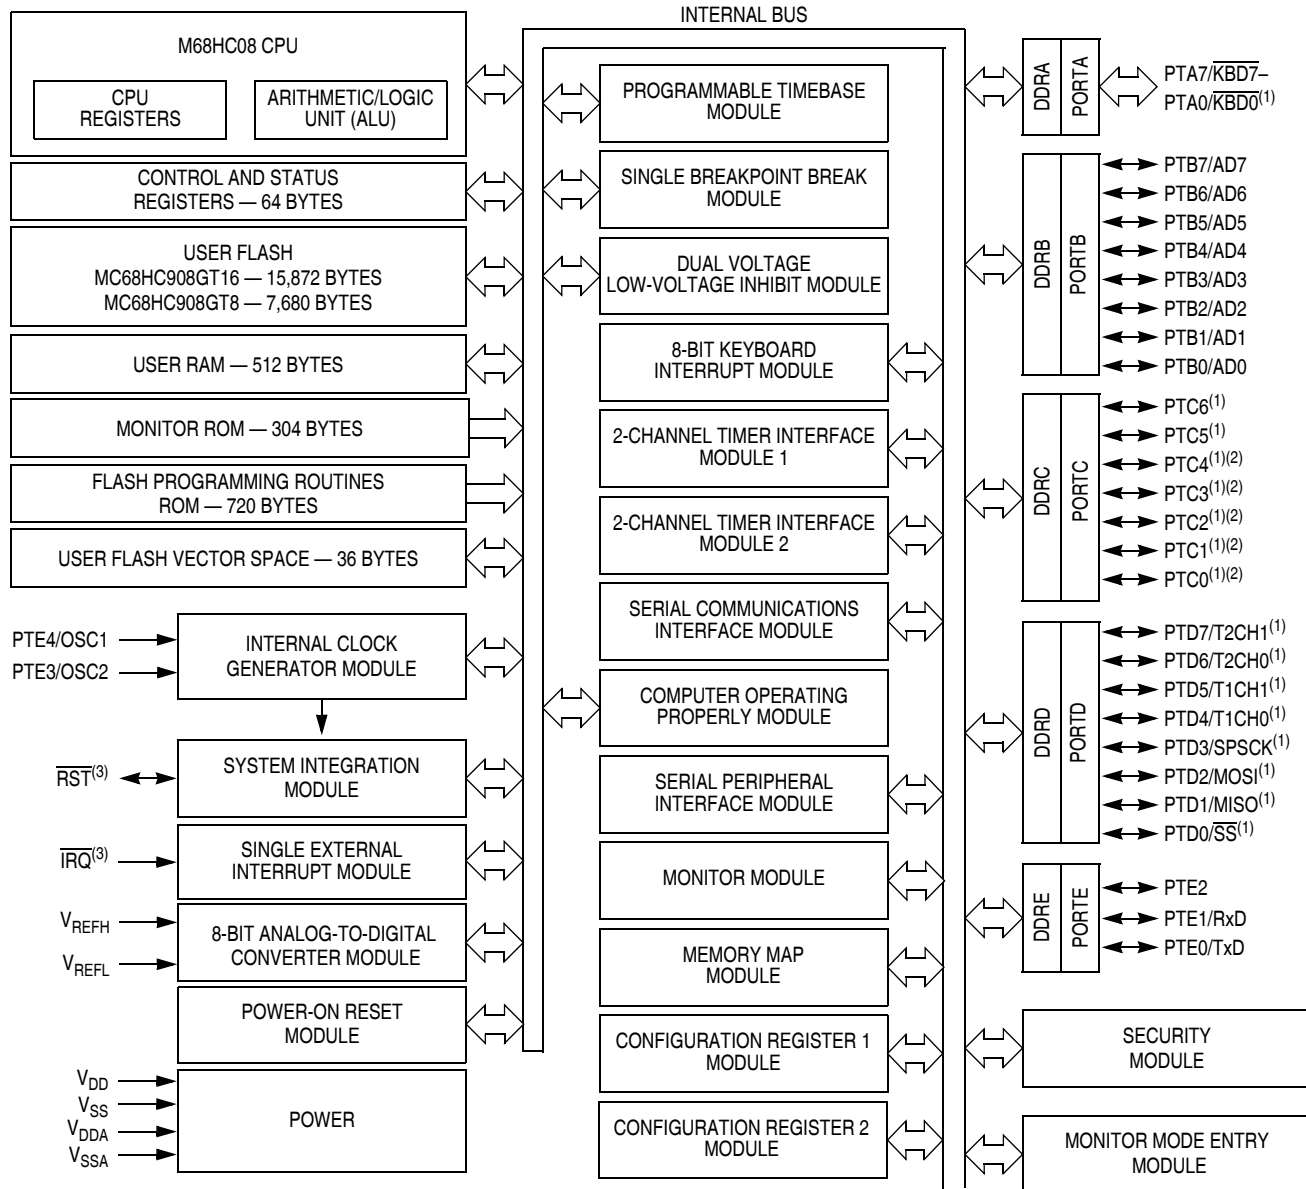 INTERNAL BUS
M68HC08 CPU
CPU
REGISTERS
ARITHMETIC/LOGIC
UNIT (ALU)
CONTROL AND STATUS
REGISTERS — 64 BYTES
USER FLASH
MC68HC908GT16 — 15,872 BYTES
MC68HC908GT8 — 7,680 BYTES
USER RAM — 512 BYTES
MONITOR ROM — 304 BYTES
FLASH PROGRAMMING ROUTINES
ROM — 720 BYTES
USER FLASH VECTOR SPACE — 36 BYTES
PTE4/OSC1
PTE3/OSC2
INTERNAL CLOCK
GENERATOR MODULE
RST(3)
SYSTEM INTEGRATION
MODULE
IRQ(3)
SINGLE EXTERNAL
INTERRUPT MODULE
VREFH
VREFL
8-BIT ANALOG-TO-DIGITAL
CONVERTER MODULE
POWER-ON RESET
MODULE
VDD
VSS
VDDA
VSSA
POWER
PROGRAMMABLE TIMEBASE
MODULE
SINGLE BREAKPOINT BREAK
MODULE
DUAL VOLTAGE
LOW-VOLTAGE INHIBIT MODULE
8-BIT KEYBOARD
INTERRUPT MODULE
2-CHANNEL TIMER INTERFACE
MODULE 1
2-CHANNEL TIMER INTERFACE
MODULE 2
SERIAL COMMUNICATIONS
INTERFACE MODULE
COMPUTER OPERATING
PROPERLY MODULE
SERIAL PERIPHERAL
INTERFACE MODULE
MONITOR MODULE
MEMORY MAP
MODULE
CONFIGURATION REGISTER 1
MODULE
CONFIGURATION REGISTER 2
MODULE
DDRA
PORTA
PTA7/KBD7–
PTA0/KBD0(1)
DDRB
PORTB
PTB7/AD7
PTB6/AD6
PTB5/AD5
PTB4/AD4
PTB3/AD3
PTB2/AD2
PTB1/AD1
PTB0/AD0
DDRC
PORTC
PTC6(1)
PTC5(1)
PTC4(1)(2)
PTC3(1)(2)
PTC2(1)(2)
PTC1(1)(2)
PTC0(1)(2)
DDRD
PORTD
PTD7/T2CH1(1)
PTD6/T2CH0(1)
PTD5/T1CH1(1)
PTD4/T1CH0(1)
PTD3/SPSCK(1)
PTD2/MOSI(1)
PTD1/MISO(1)
PTD0/SS(1)
DDRE
PORTE
PTE2
PTE1/RxD
PTE0/TxD
SECURITY
MODULE
MONITOR MODE ENTRY
MODULE